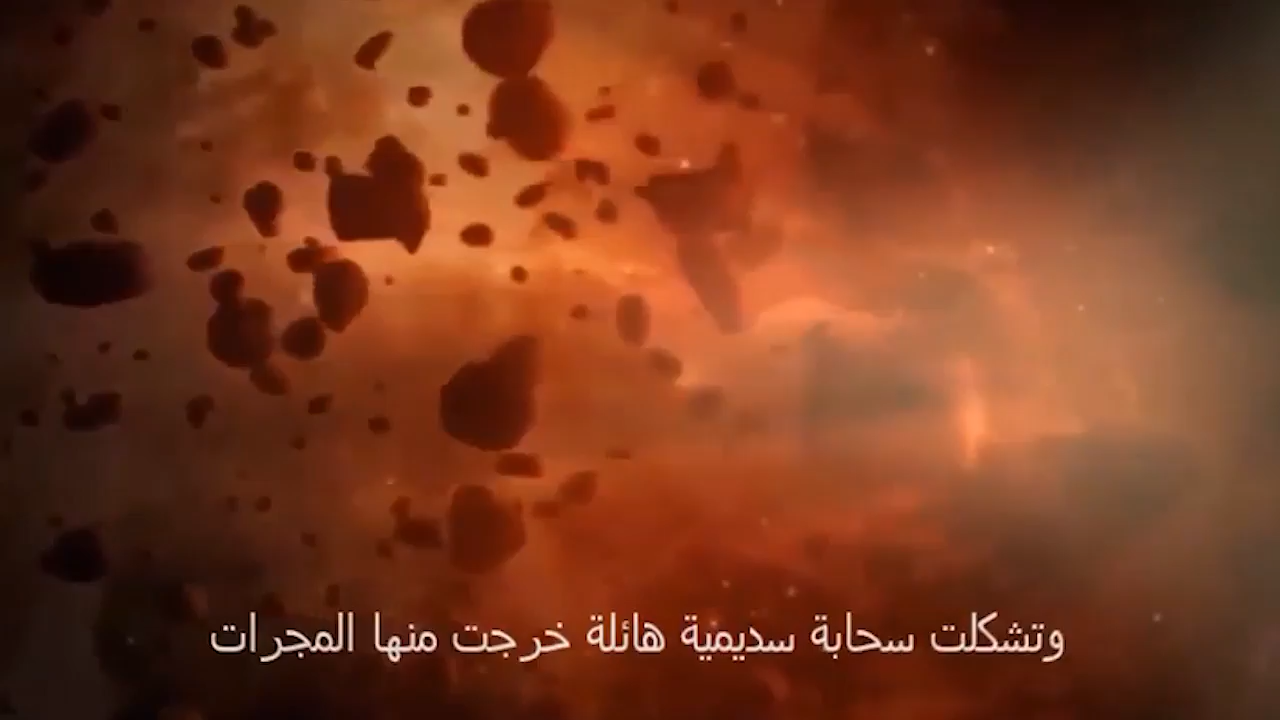 وتشكلت سحابة سديمية هائلة خرجت منها المجرات